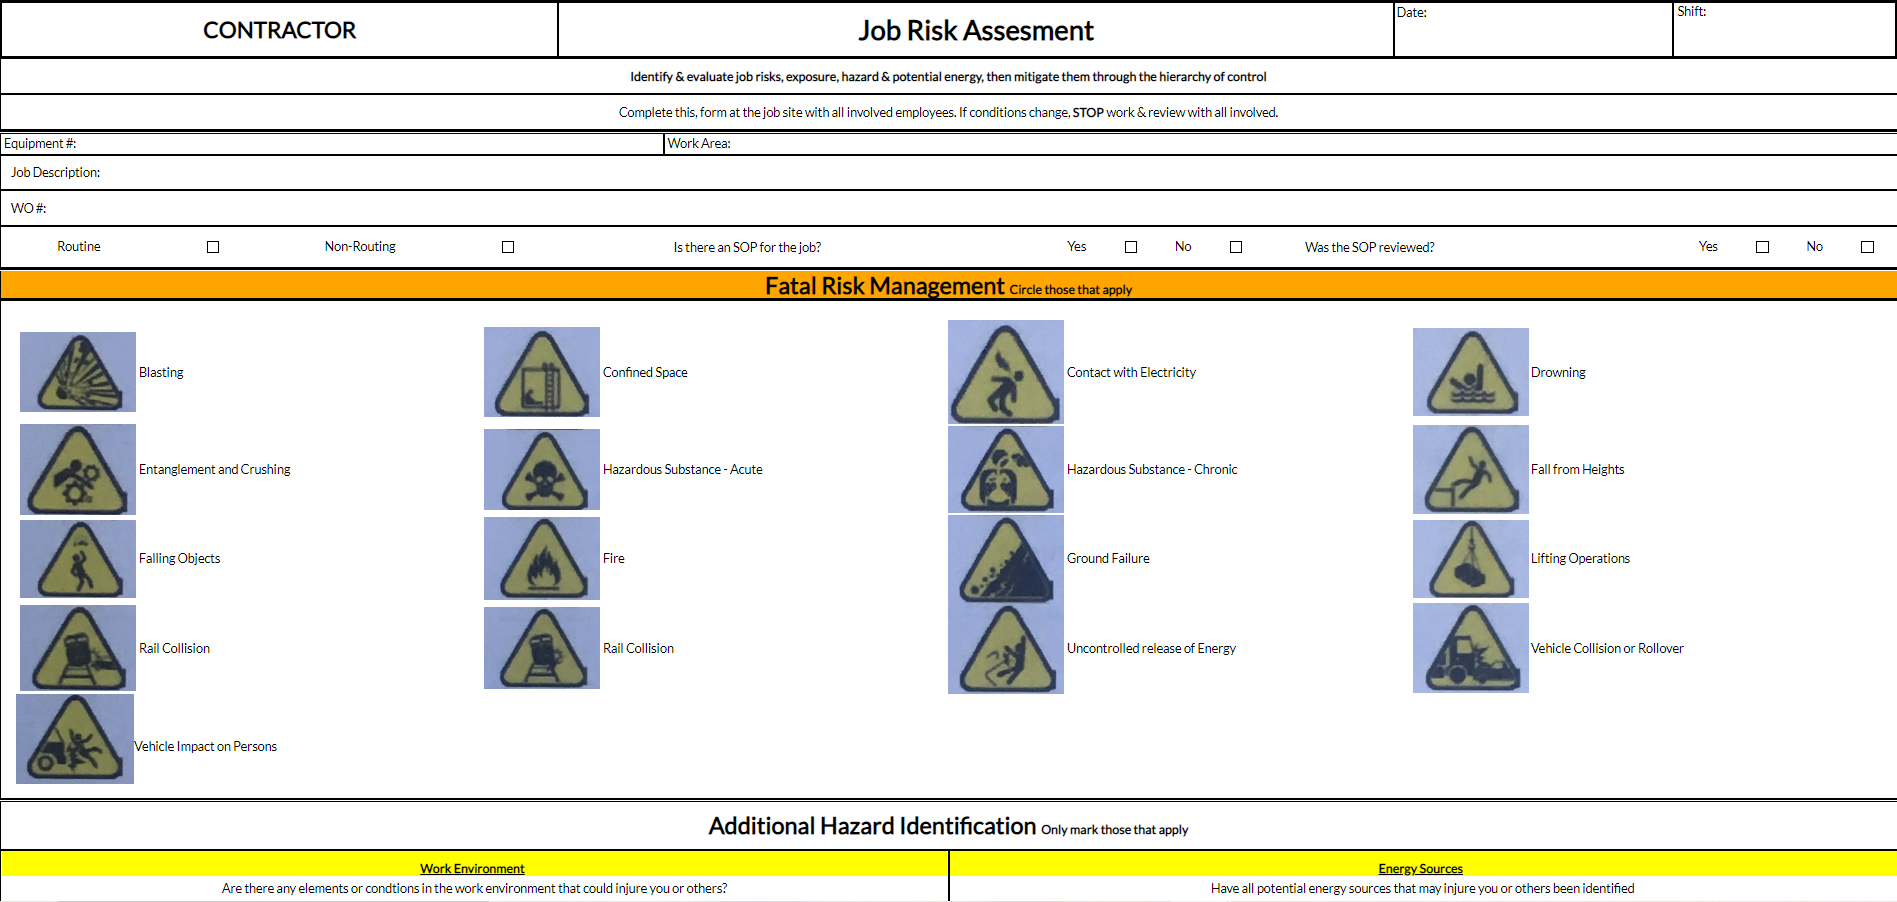 CONTRACTOR
Job Risk Assesment
Date:
Shift:
Identify & evaluate job risks, exposure, hazard & potential energy, then mitigate them through the hierarchy of control
Complete this, form at the job site with all involved employees. If conditions change, STOP work & review with all involved.
Equipment #:
Work Area:
Job Description:
WO #:
Routine
Non-Routing
Is there an SOP for the job?
Yes
No
Was the SOP reviewed?
Yes
No
Fatal Risk Management Circle those that apply
Blasting
Confined Space
Contact with Electricity
Drowning
Entanglement and Crushing
Hazardous Substance - Acute
Hazardous Substance - Chronic
Fall from Heights
Falling Objects
Fire
Ground Failure
Lifting Operations
Rail Collision
Rail Collision
Uncontrolled release of Energy
Vehicle Collision or Rollover
Vehicle Impact on Persons
Additional Hazard Identification Only mark those that apply
Work Environment
Energy Sources
Are there any elements or condtions in the work environment that could injure you or others?
Have all potential energy sources that may injure you or others been identified